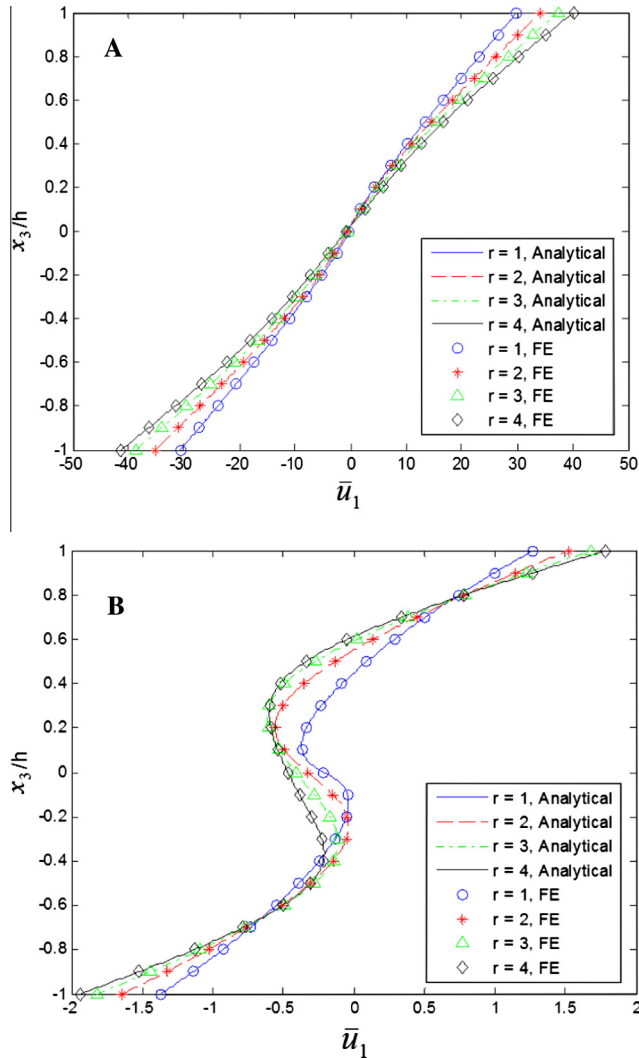 A
1
0.8
0.6
0.4
0.2
0
-0.2
-0.4
-0.6
-0.8
-1
x₃/h
r = 1, Analytical
r = 2, Analytical
r = 3, Analytical
r = 4, Analytical
r = 1, FE
r = 2, FE
r = 3, FE
r = 4, FE
-50 -40 -30 -20 -10 0 10 20 30 40 50
u̅₁
B
1
0.8
0.6
0.4
0.2
0
-0.2
-0.4
-0.6
-0.8
-1
x₃/h
r = 1, Analytical
r = 2, Analytical
r = 3, Analytical
r = 4, Analytical
r = 1, FE
r = 2, FE
r = 3, FE
r = 4, FE
-2 -1.5 -1 -0.5 0 0.5 1 1.5 2
u̅₁